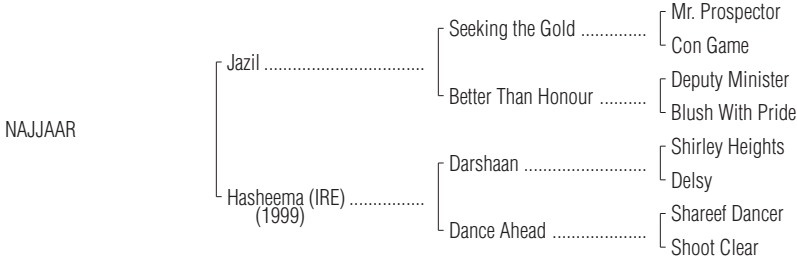 Mr. Prospector
Seeking the Gold ..............
Con Game
Jazil .................................
Deputy Minister
Better Than Honour ..........
Blush With Pride
NAJJAAR
Shirley Heights
Darshaan ..........................
Delsy
Hasheema (IRE) ................
(1999)
Shareef Dancer
Dance Ahead ....................
Shoot Clear